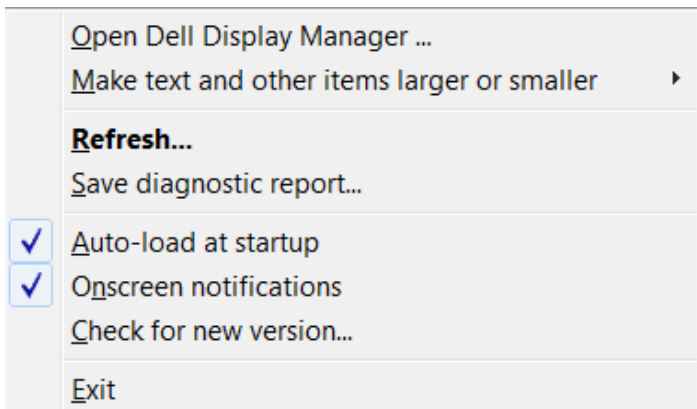 Open Dell Display Manager ...
Make text and other items larger or smaller
Refresh...
Save diagnostic report...
Auto-load at startup
Onscreen notifications
Check for new version...
Exit